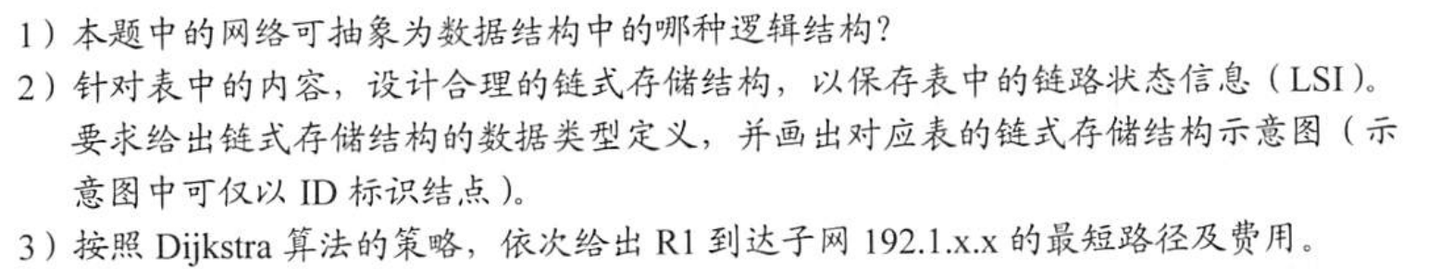 1）本题中的网络可抽象为数据结构中的哪种逻辑结构？
2）针对表中的内容，设计合理的链式存储结构，以保存表中的链路状态信息（LSI）。
要求给出链式存储结构的数据类型定义，并画出对应表的链式存储结构示意图（示
意图中可仅以 ID 标识结点）。
3）按照 Dijkstra 算法的策略，依次给出 R1 到达子网 192.1.x.x 的最短路径及费用。